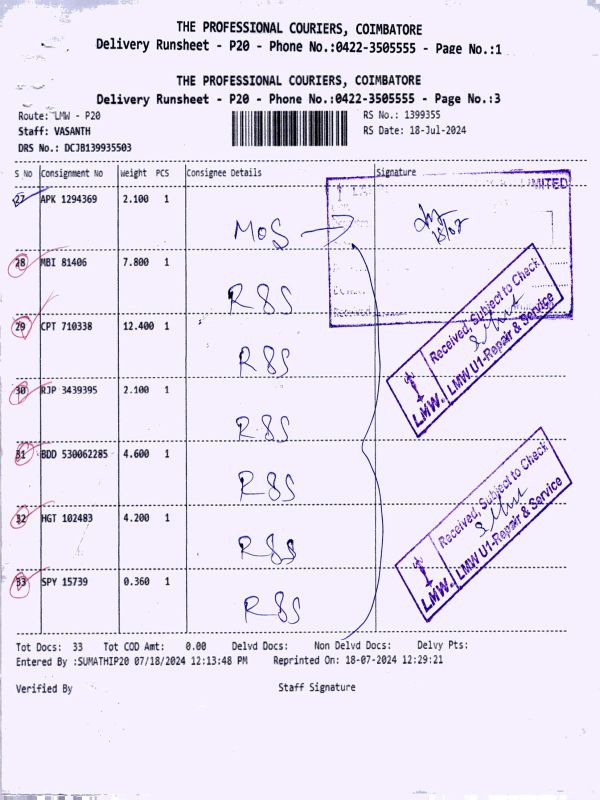 THE PROFESSIONAL COURIERS, COIMBATORE
Delivery Runsheet - P20 - Phone No.:0422-3505555 - Page No.:1
THE PROFESSIONAL COURIERS, COIMBATORE
Delivery Runsheet - P20 - Phone No.:0422-3505555 - Page No.:3
Route: LMW - P20
RS No.: 1399355
Staff: VASANTH
RS Date: 18-Jul-2024
DRS No.: DCJB139935503
S No Consignment No Weight PCS Consignee Details Signature
LIMITED
27 APK 1294369 2.100 1
MOS
18/07
28 MBI 81406 7.800 1
R&S
29 CPT 710338 12.400 1
R&S
Received, Subject to Check
LMW. LMW U1-Repair & Service
30 RJP 3439395 2.100 1
R&S
31 BDD 530062285 4.600 1
R&S
32 HGT 102483 4.200 1
R&S
Received, Subject to Check
LMW. LMW U1-Repair & Service
33 SPY 15739 0.360 1
R&S
Tot Docs: 33 Tot COD Amt: 0.00 Delvd Docs: Non Delvd Docs: Delvy Pts:
Entered By :SUMATHIP20 07/18/2024 12:13:48 PM Reprinted On: 18-07-2024 12:29:21
Verified By Staff Signature